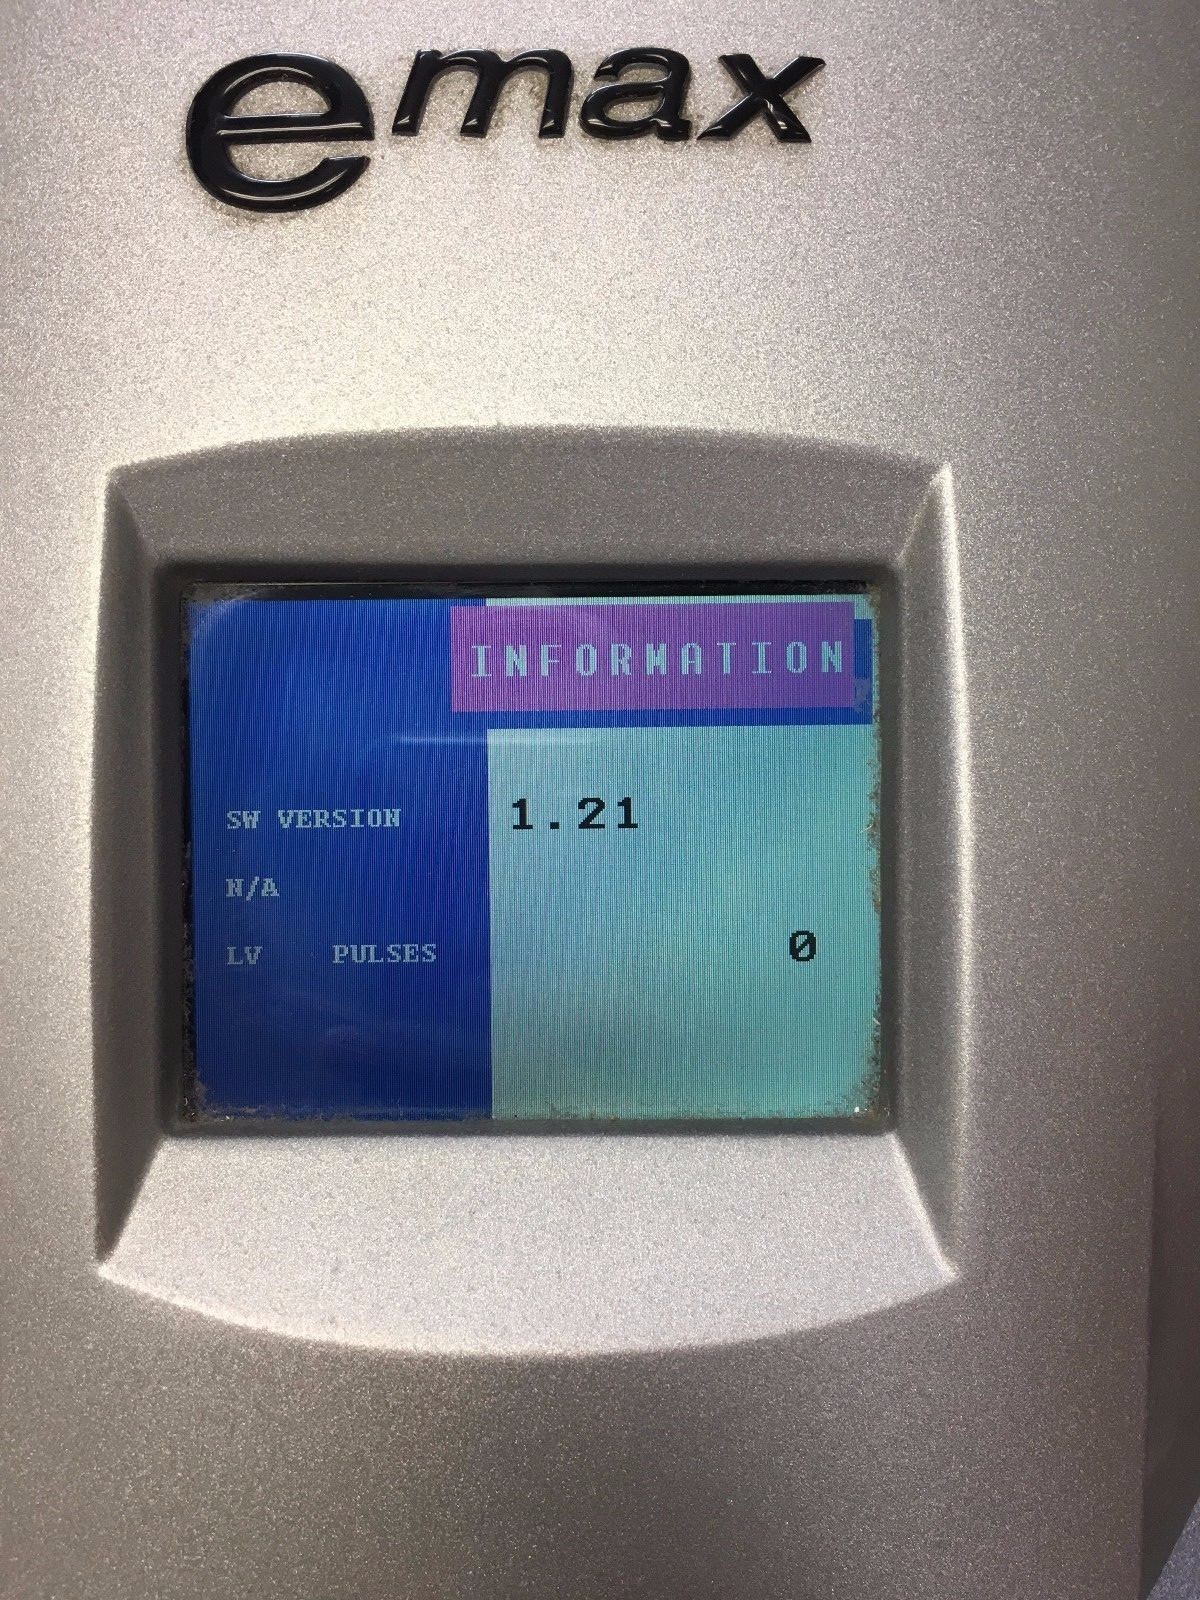 emax
INFORMATION
SW VERSION 1.21
N/A
LV PULSES 0